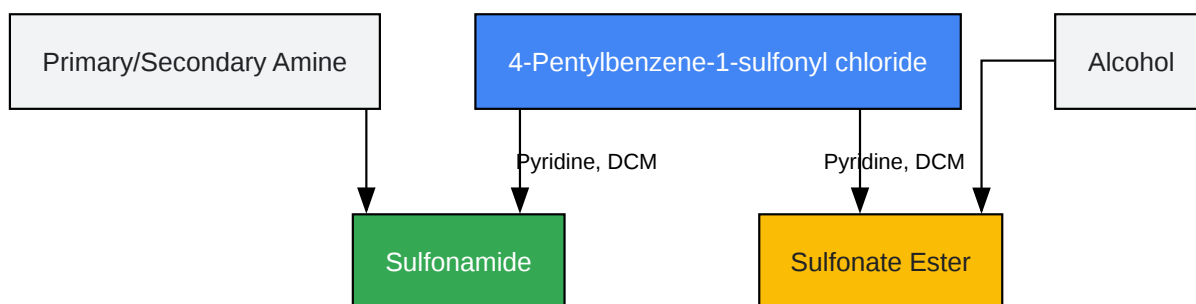 Primary/Secondary Amine
4-Pentylbenzene-1-sulfonyl chloride
Alcohol
Pyridine, DCM
Pyridine, DCM
Sulfonamide
Sulfonate Ester